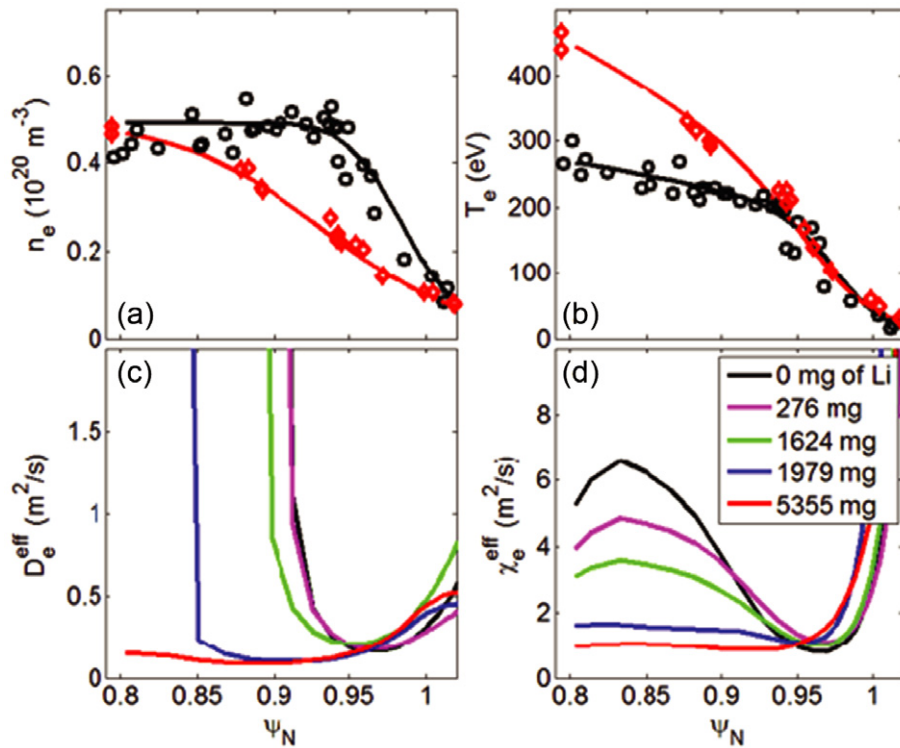 (a)
n_e (10^20 m^-3)
0.6
0.4
0.2
0
(b)
T_e (eV)
400
300
200
100
0
(c)
D_e^eff (m^2/s)
1.5
1
0.5
0
0.8 0.85 0.9 0.95 1
Ψ_N
(d)
χ_e^eff (m^2/s)
8
6
4
2
0
0.8 0.85 0.9 0.95 1
Ψ_N
0 mg of Li
276 mg
1624 mg
1979 mg
5355 mg